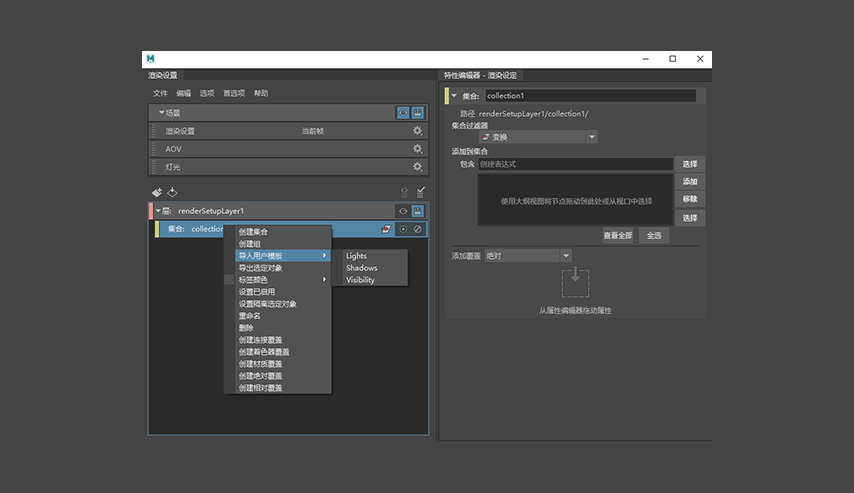 M
渲染设置
文件 编辑 选项 首选项 帮助
场景
渲染设置 当前帧
AOV
灯光
层: renderSetupLayer1
集合: collection
创建集合
创建组
导入用户模板
导出选定对象
标签颜色
设置已启用
设置隔离选定对象
重命名
删除
创建连接覆盖
创建着色器覆盖
创建材质覆盖
创建绝对覆盖
创建相对覆盖
Lights
Shadows
Visibility
特性编辑器 - 渲染设定
集合: collection1
路径 renderSetupLayer1/collection1/
集合过滤器
变换
添加到集合
包含 创建表达式 选择
添加
使用大纲视图将节点拖动到此处或从视口中选择
移除
选择
查看全部 全选
添加覆盖 绝对
从属性编辑器拖动属性